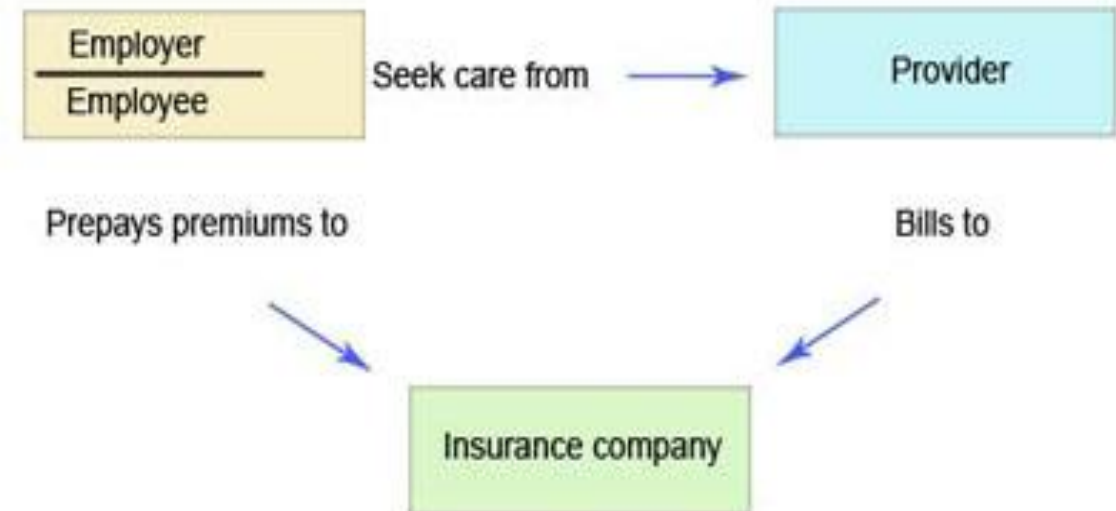 Employer
Employee
Seek care from
Provider
Prepays premiums to
Bills to
Insurance company